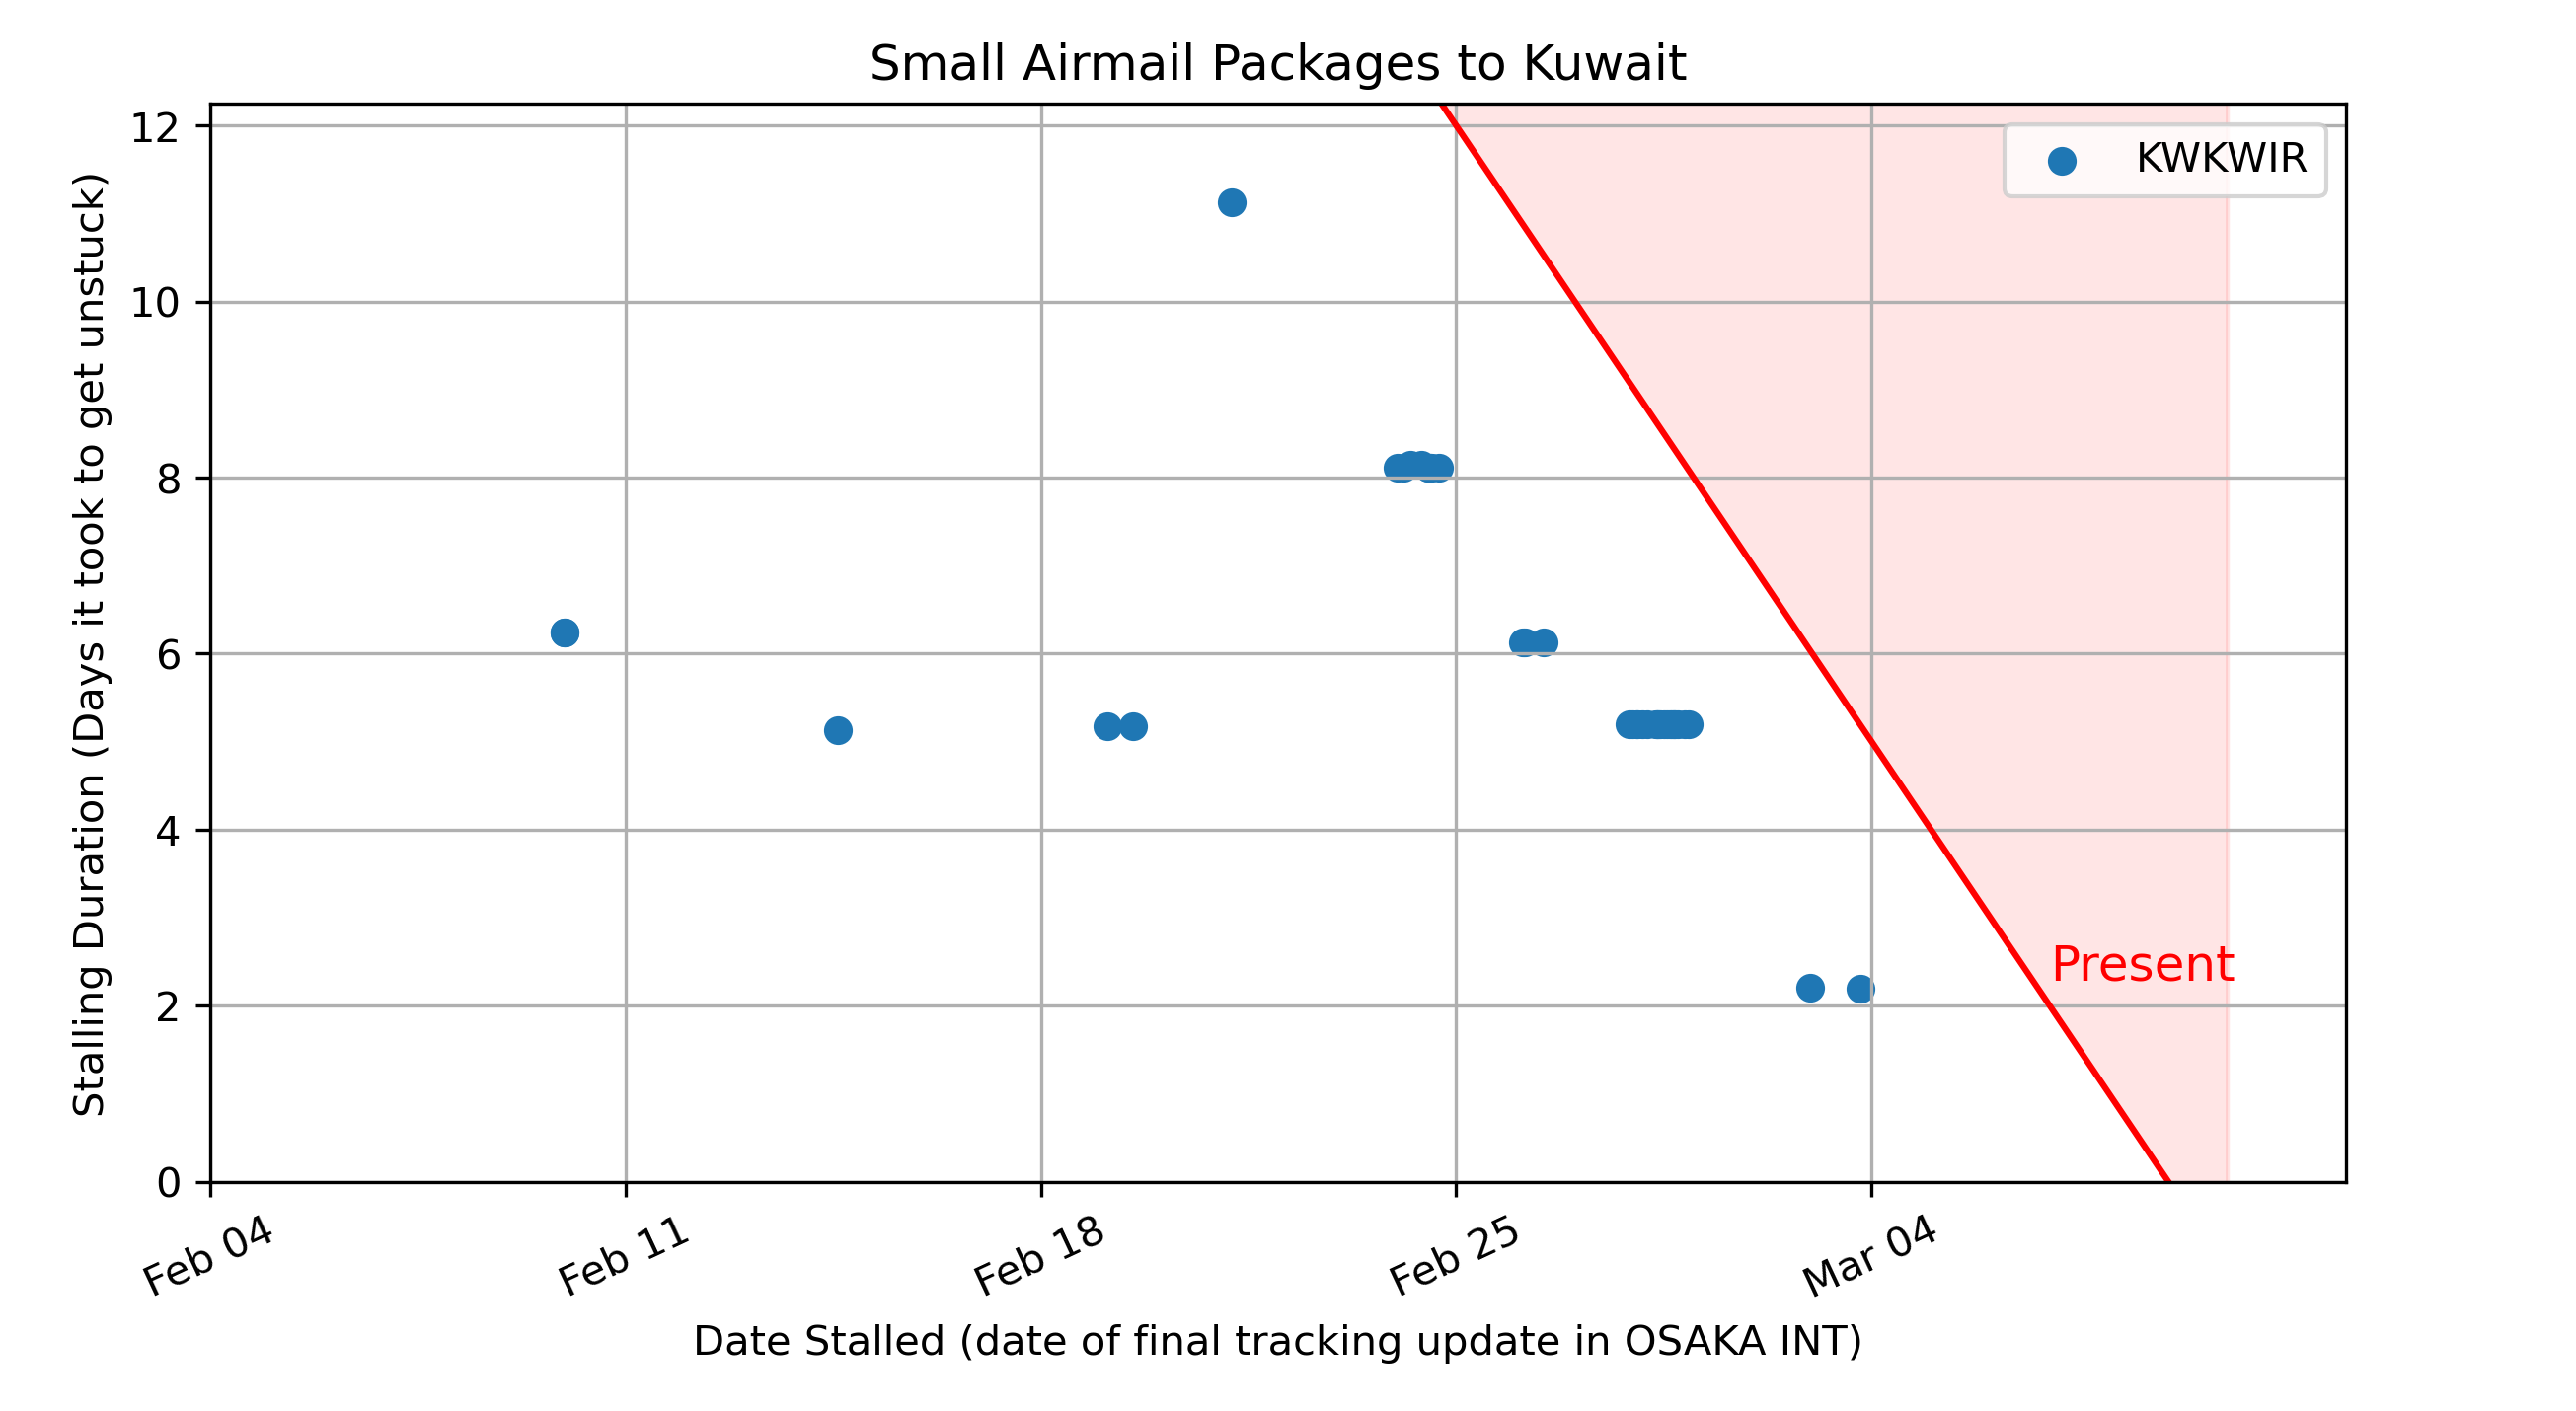 Small Airmail Packages to Kuwait
KWKWIR
Present
12
10
8
6
4
2
0
Stalling Duration (Days it took to get unstuck)
Feb 04
Feb 11
Feb 18
Feb 25
Mar 04
Date Stalled (date of final tracking update in OSAKA INT)